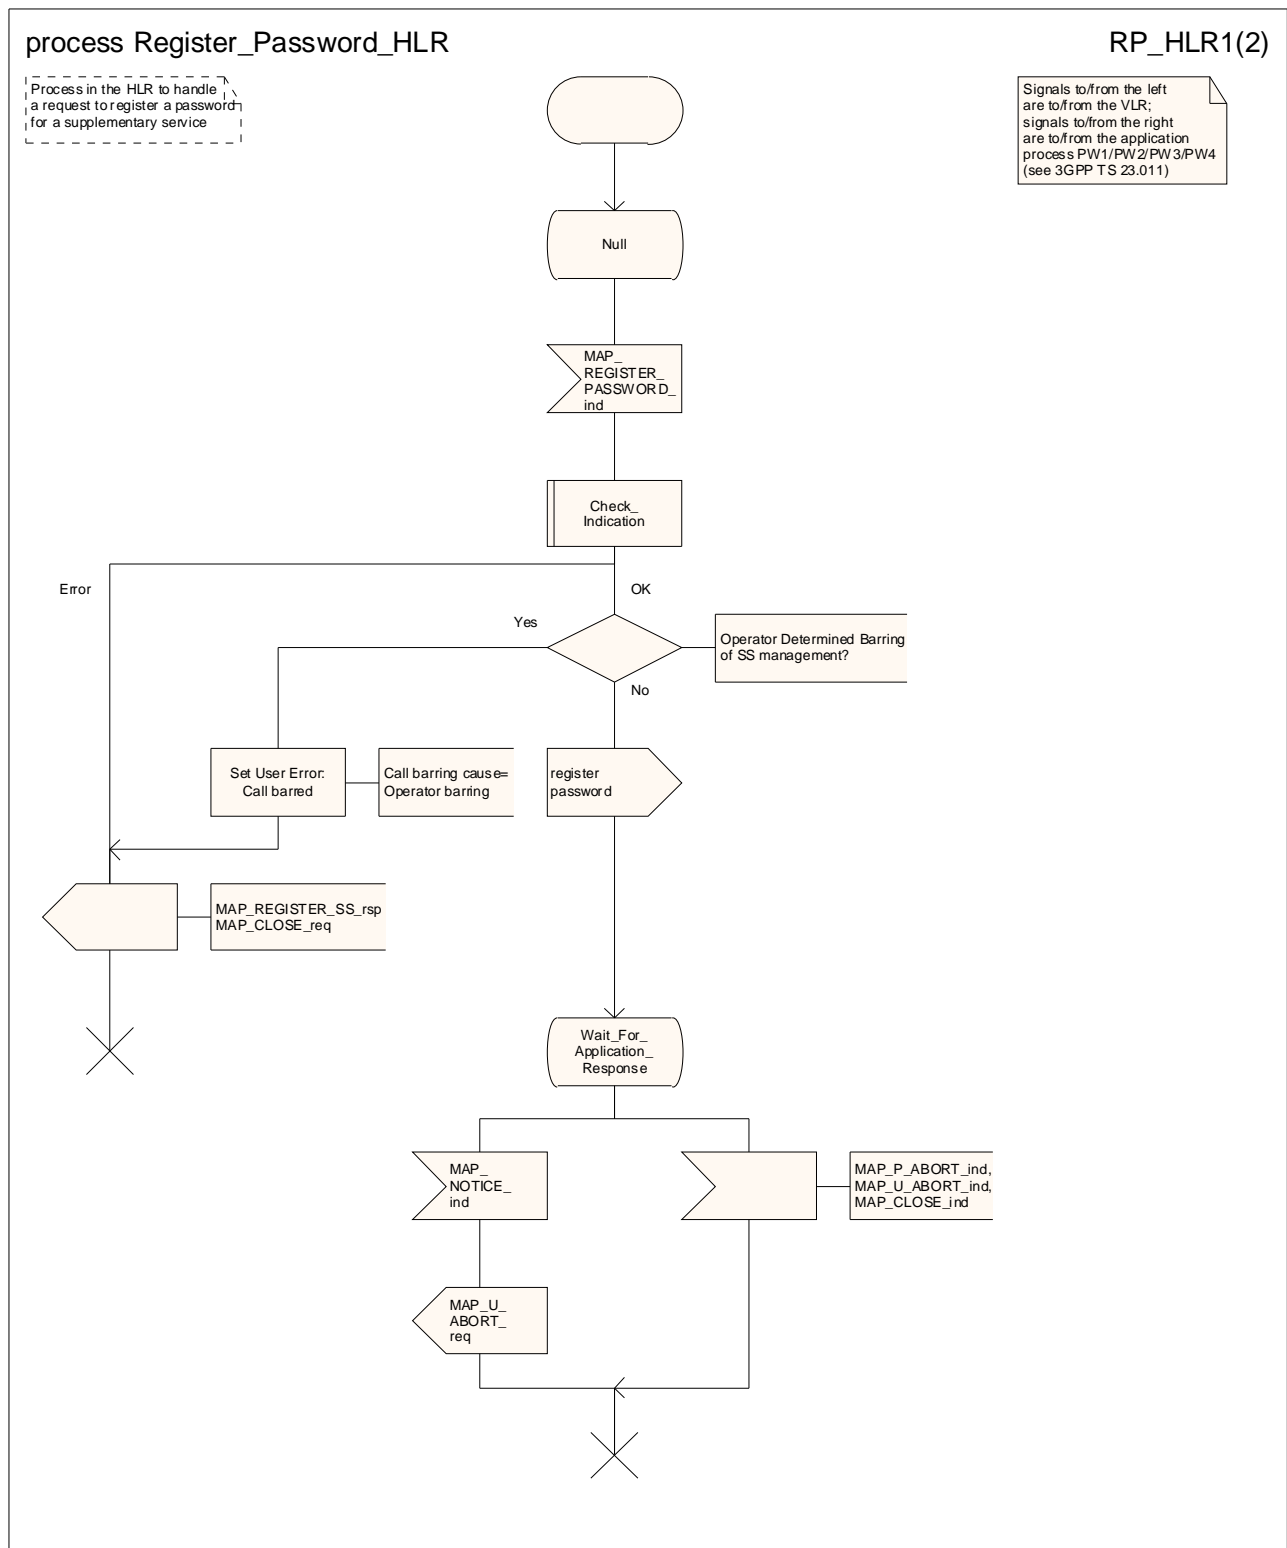 process Register_Password_HLR
RP_HLR1(2)
Process in the HLR to handle
a request to register a password
for a supplementary service
Signals to/from the left
are to/from the VLR;
signals to/from the right
are to/from the application
process PW1/PW2/PW3/PW4
(see 3GPP TS 23.011)
Null
MAP_
REGISTER_
PASSWORD_
ind
Check_
Indication
Error
OK
Yes
Operator Determined Barring
of SS management?
No
Set User Error:
Call barred
Call barring cause=
Operator barring
register
password
MAP_REGISTER_SS_rsp
MAP_CLOSE_req
Wait_For_
Application_
Response
MAP_
NOTICE_
ind
MAP_P_ABORT_ind,
MAP_U_ABORT_ind,
MAP_CLOSE_ind
MAP_U_
ABORT_
req